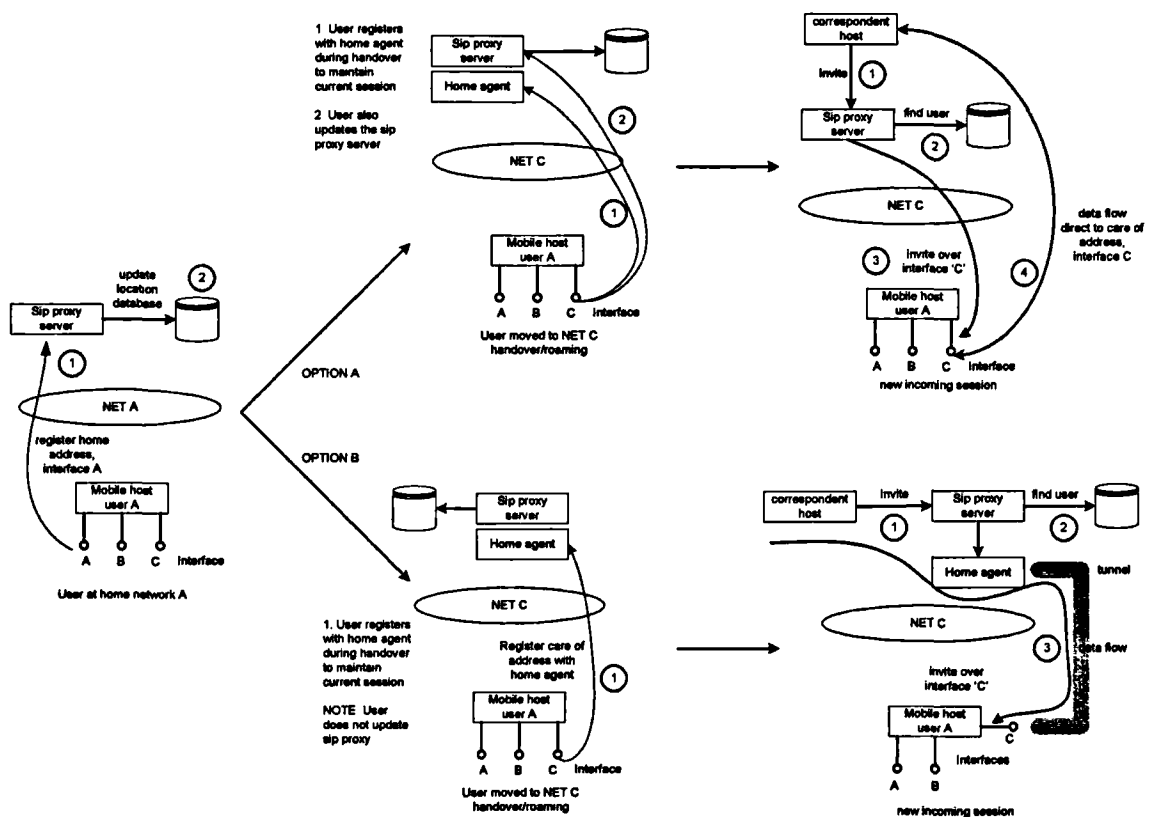 update
location
database
2
Sip proxy
server
1
NET A
register home
address,
interface A
Mobile host
user A
A B C Interface
User at home network A
OPTION A
OPTION B
1 User registers
with home agent
during handover
to maintain
current session
2 User also
updates the sip
proxy server
Sip proxy
server
Home agent
2
NET C
1
Mobile host
user A
A B C Interface
User moved to NET C
handover/roaming
correspondent
host
Invite
1
Sip proxy
server
find user
2
NET C
data flow
direct to care of
address,
interface C
3
invite over
interface 'C'
4
Mobile host
user A
A B C Interface
new incoming session
Sip proxy
server
Home agent
NET C
1. User registers
with home agent
during handover
to maintain
current session
NOTE User
does not update
sip proxy
Register care of
address with
home agent
1
Mobile host
user A
A B C Interface
User moved to NET C
handover/roaming
correspondent
host
Invite
1
Sip proxy
server
find user
2
Home agent
tunnel
NET C
3
data flow
invite over
interface 'C'
Mobile host
user A
C
Interfaces
A B
new incoming session